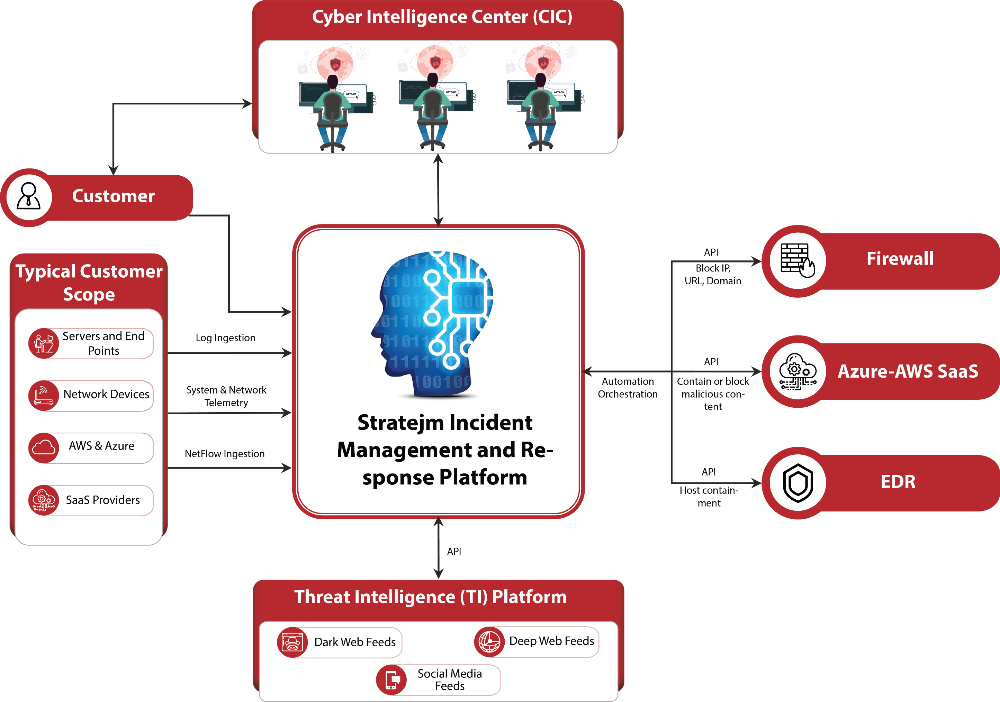 Cyber Intelligence Center (CIC)
ATTACK
ATTACK
ATTACK
Customer
Typical Customer
Scope
Servers and End
Points
Network Devices
AWS & Azure
SaaS Providers
Log Ingestion
System & Network
Telemetry
NetFlow Ingestion
Stratejm Incident
Management and Re-
sponse Platform
Automation
Orchestration
API
Block IP,
URL, Domain
Firewall
API
Contain or block
malicious con-
tent
Azure-AWS SaaS
API
Host contain-
ment
EDR
API
Threat Intelligence (TI) Platform
Dark Web Feeds
Deep Web Feeds
Social Media
Feeds